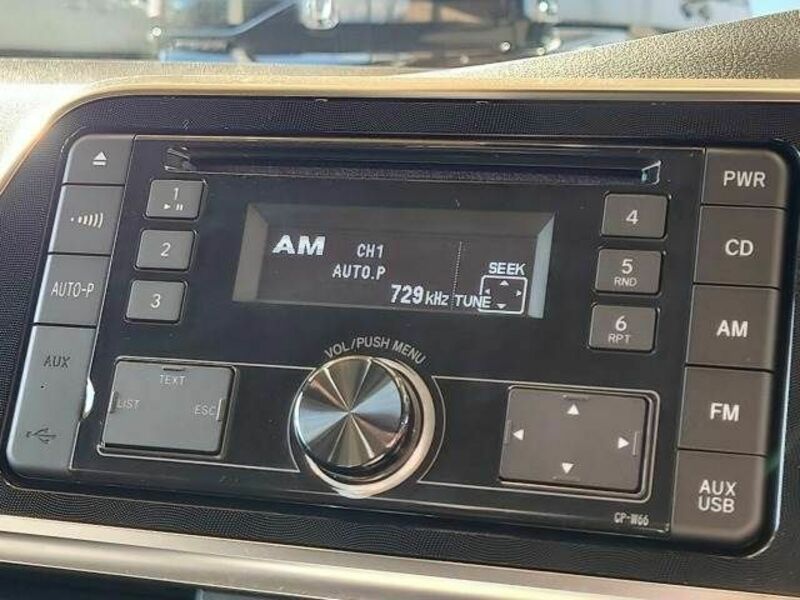 PWR
1
4
2
AM
CH1
SEEK
CD
AUTO.P
5
RND
AUTO-P
3
729kHz
TUNE
6
RPT
AM
AUX
VOL/PUSH MENU
TEXT
LIST
ESC
FM
AUX
USB
CP-W66